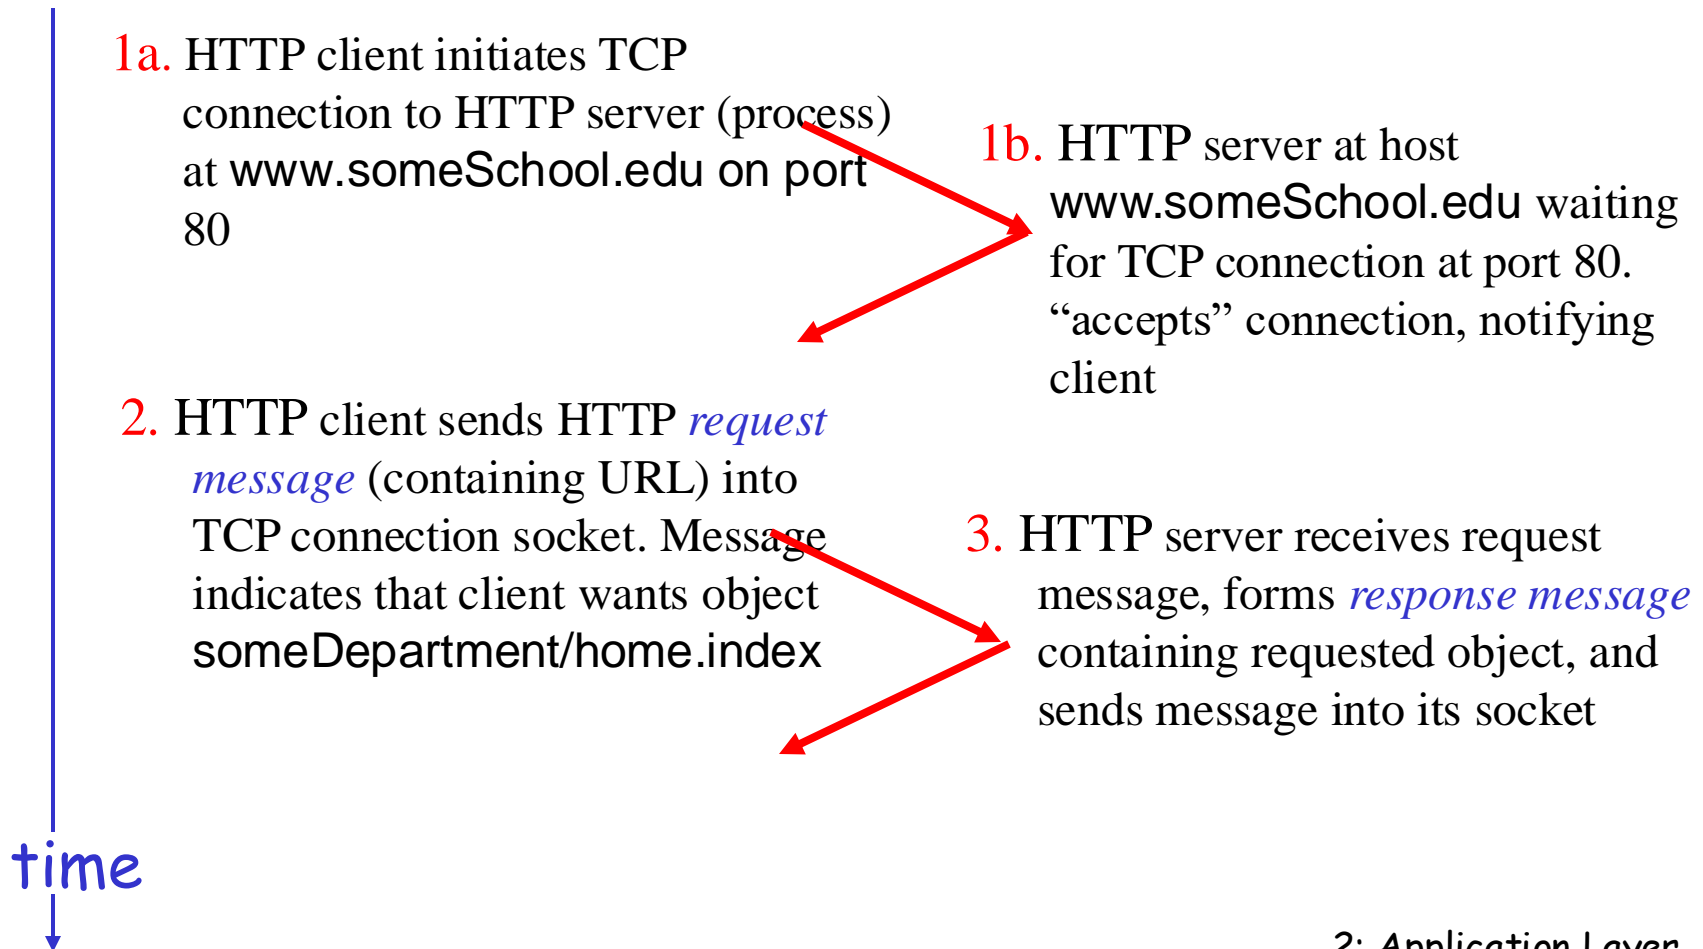 1a. HTTP client initiates TCP
connection to HTTP server (process)
at www.someSchool.edu on port
80
1b. HTTP server at host
www.someSchool.edu waiting
for TCP connection at port 80.
“accepts” connection, notifying
client
2. HTTP client sends HTTP request
message (containing URL) into
TCP connection socket. Message
indicates that client wants object
someDepartment/home.index
3. HTTP server receives request
message, forms response message
containing requested object, and
sends message into its socket
time
2: Application Layer